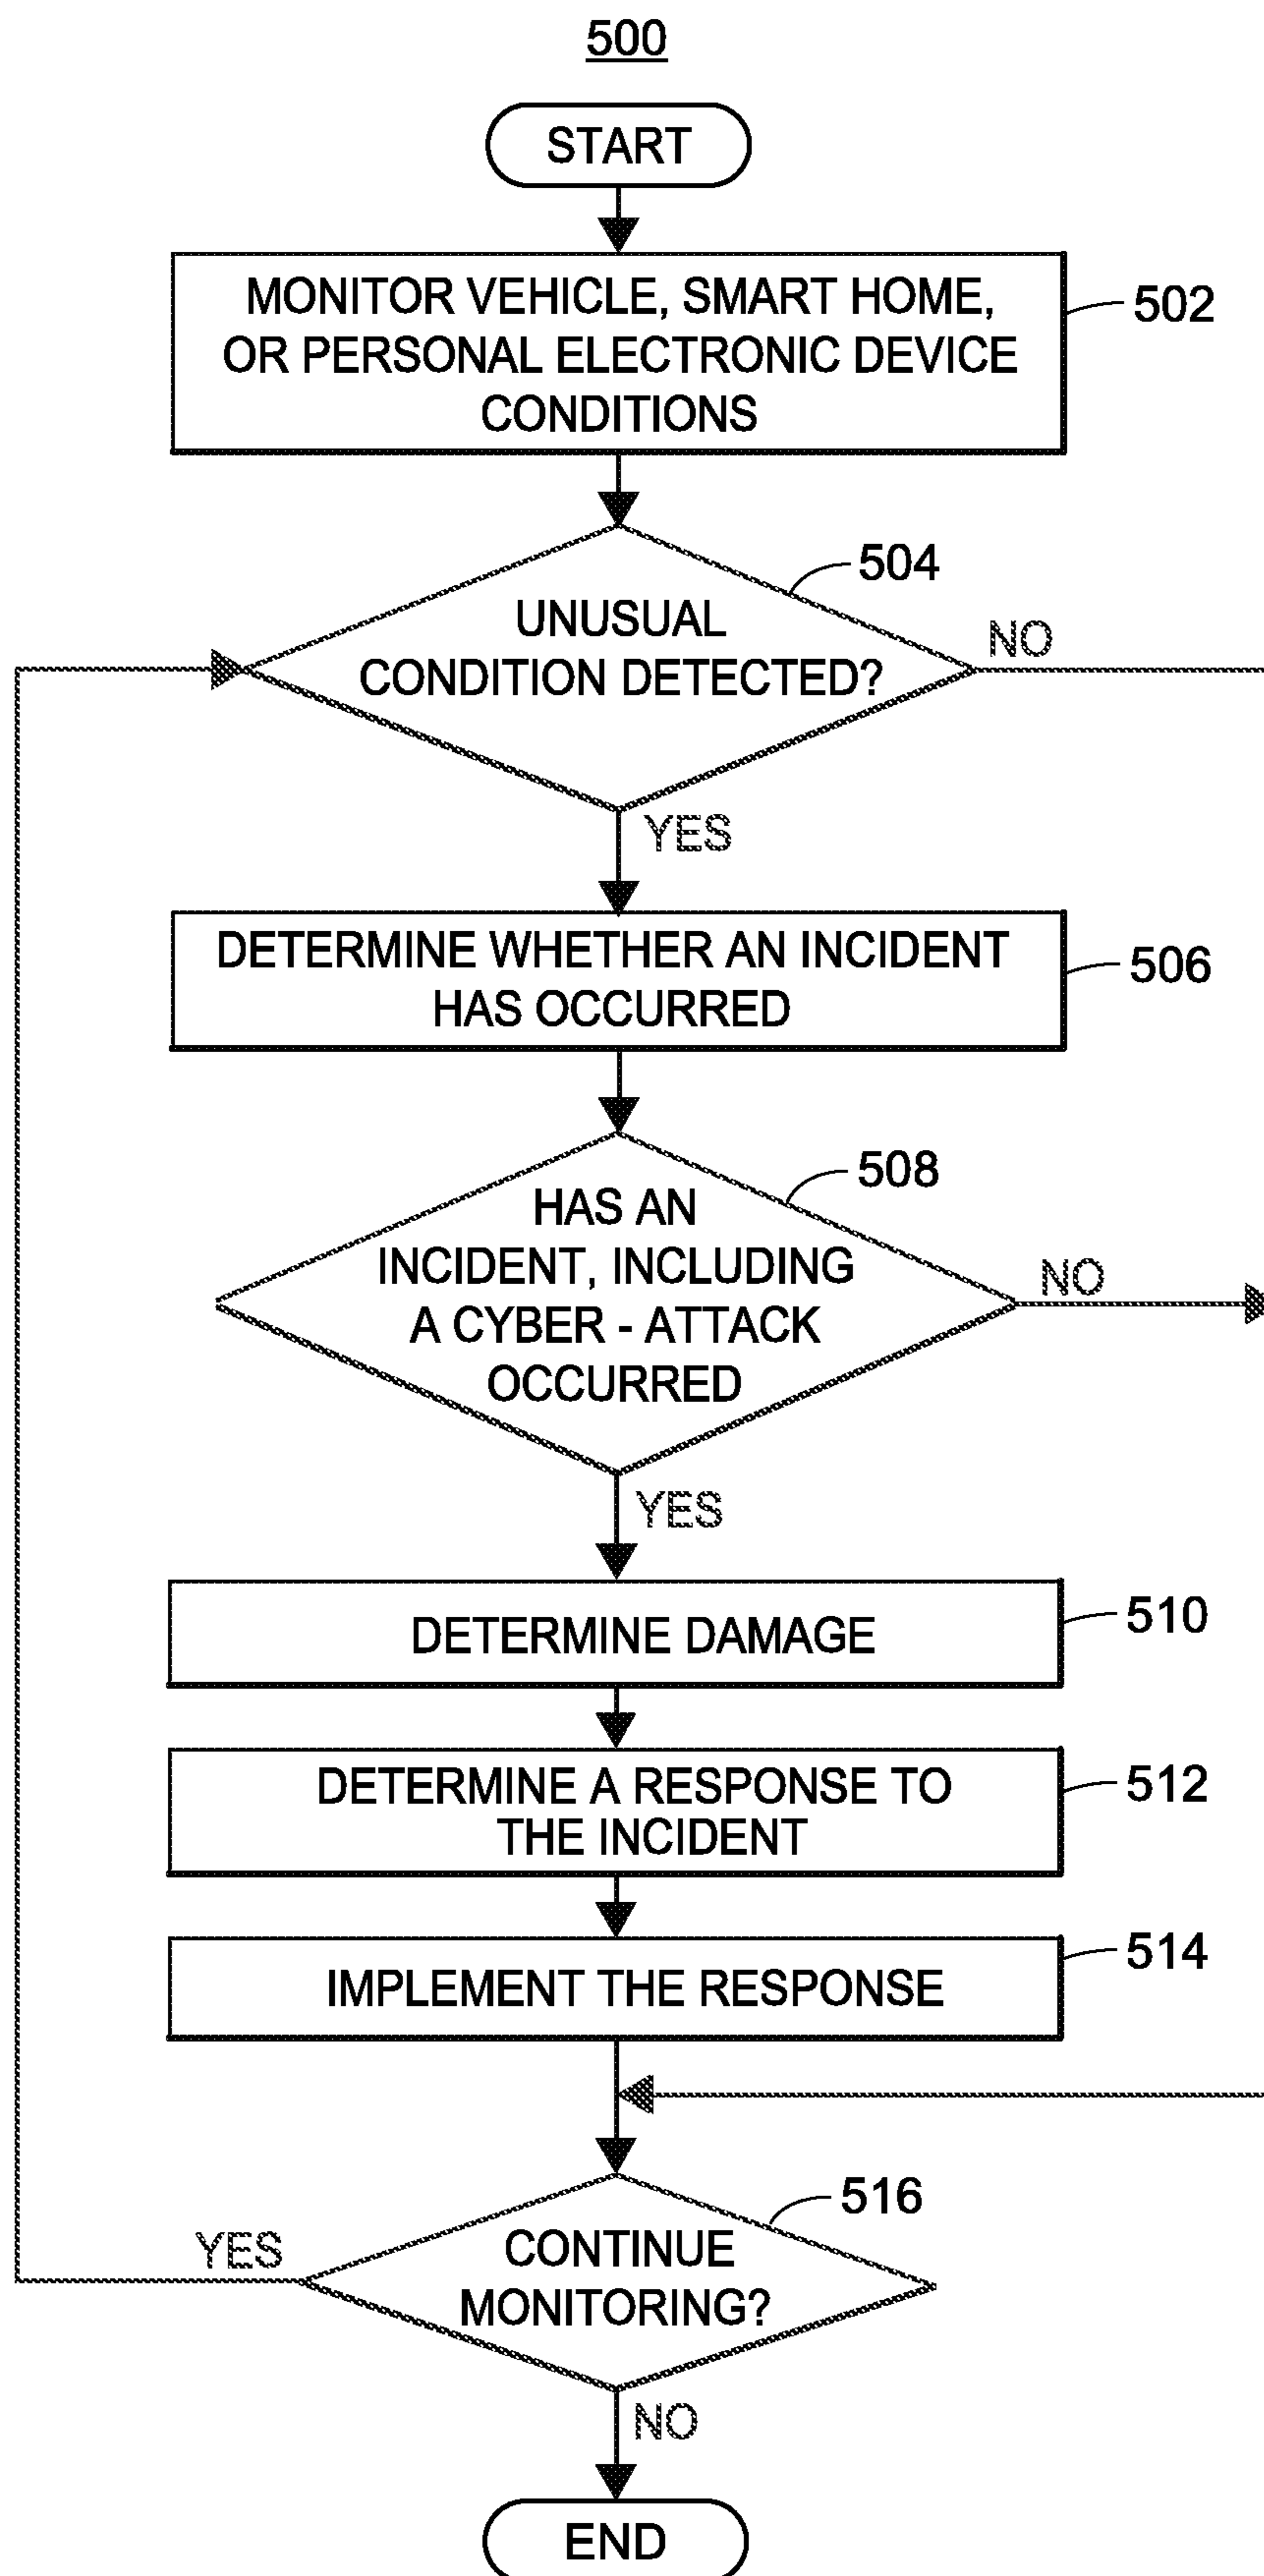 500
START
MONITOR VEHICLE, SMART HOME,
OR PERSONAL ELECTRONIC DEVICE
CONDITIONS
502
504
UNUSUAL
CONDITION DETECTED?
NO
YES
DETERMINE WHETHER AN INCIDENT
HAS OCCURRED
506
508
HAS AN
INCIDENT, INCLUDING
A CYBER - ATTACK
OCCURRED
NO
YES
DETERMINE DAMAGE
510
DETERMINE A RESPONSE TO
THE INCIDENT
512
IMPLEMENT THE RESPONSE
514
516
CONTINUE
MONITORING?
YES
NO
END